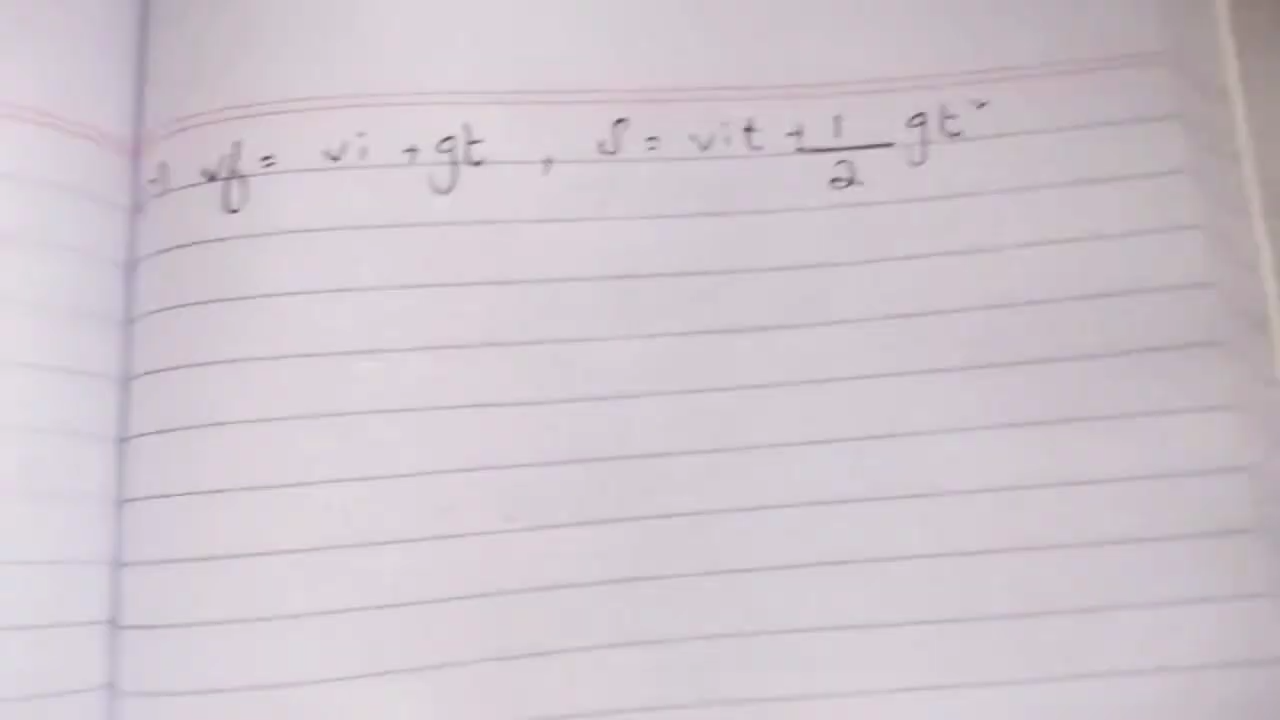 → vf = vi + gt , S = vit + 1/2 gt²